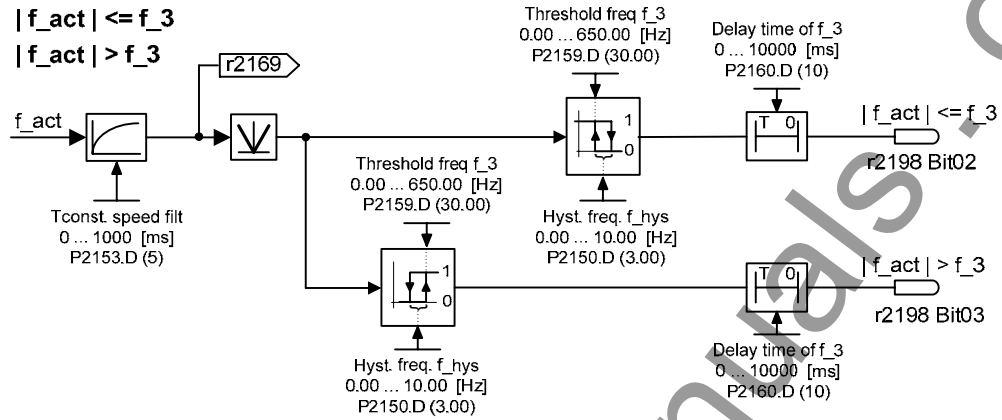 | f_act | <= f_3
| f_act | > f_3
r2169
f_act
Tconst. speed filt
0 ... 1000 [ms]
P2153.D (5)
Threshold freq f_3
0.00 ... 650.00 [Hz]
P2159.D (30.00)
1
0
Hyst. freq. f_hys
0.00 ... 10.00 [Hz]
P2150.D (3.00)
Delay time of f_3
0 ... 10000 [ms]
P2160.D (10)
T 0
| f_act | <= f_3
r2198 Bit02
Threshold freq f_3
0.00 ... 650.00 [Hz]
P2159.D (30.00)
1
0
Hyst. freq. f_hys
0.00 ... 10.00 [Hz]
P2150.D (3.00)
T 0
Delay time of f_3
0 ... 10000 [ms]
P2160.D (10)
| f_act | > f_3
r2198 Bit03
nuals.